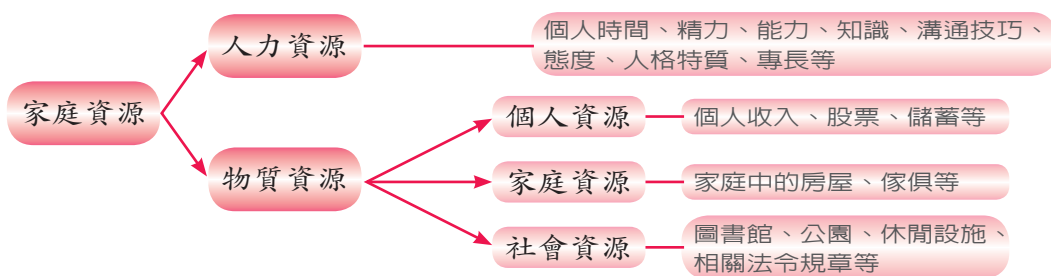 家庭資源
人力資源
個人時間、精力、能力、知識、溝通技巧、
態度、人格特質、專長等
物質資源
個人資源
個人收入、股票、儲蓄等
家庭資源
家庭中的房屋、傢俱等
社會資源
圖書館、公園、休閒設施、
相關法令規章等